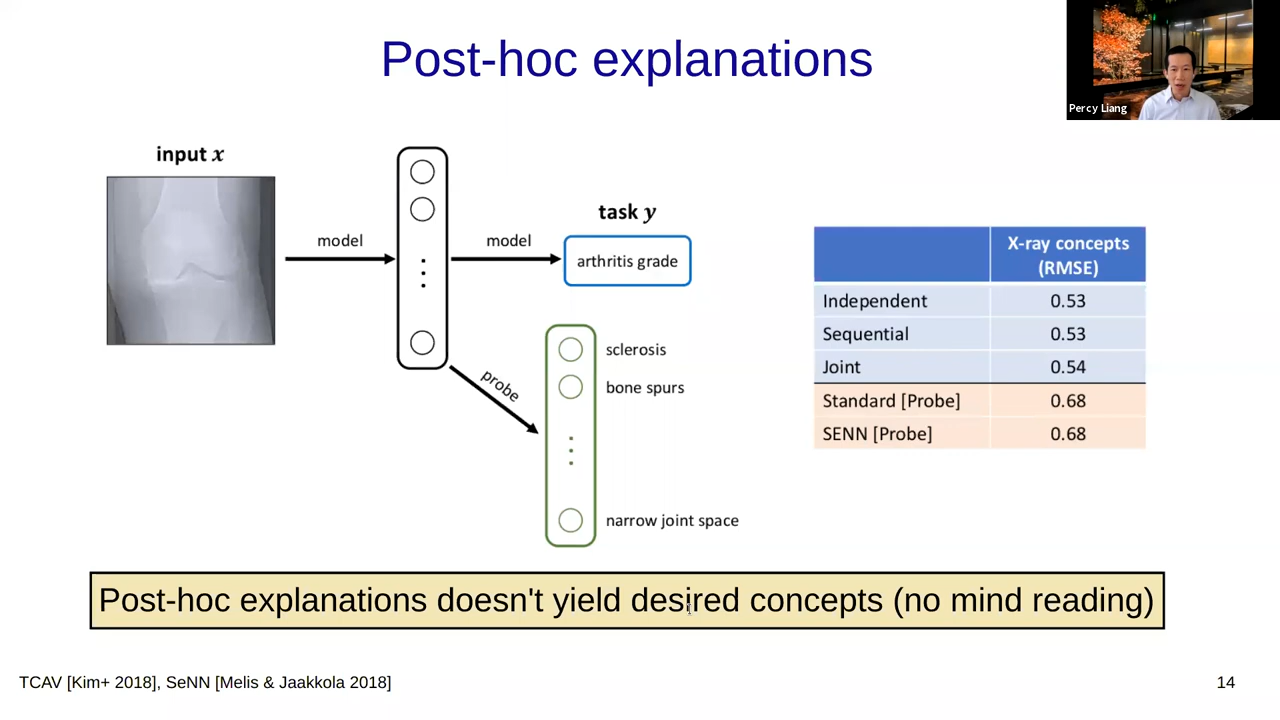 Post-hoc explanations
Percy Liang
input x
model
model
task y
arthritis grade
probe
sclerosis
bone spurs
narrow joint space
X-ray concepts
(RMSE)
Independent 0.53
Sequential 0.53
Joint 0.54
Standard [Probe] 0.68
SENN [Probe] 0.68
Post-hoc explanations doesn't yield desired concepts (no mind reading)
TCAV [Kim+ 2018], SeNN [Melis & Jaakkola 2018]
14